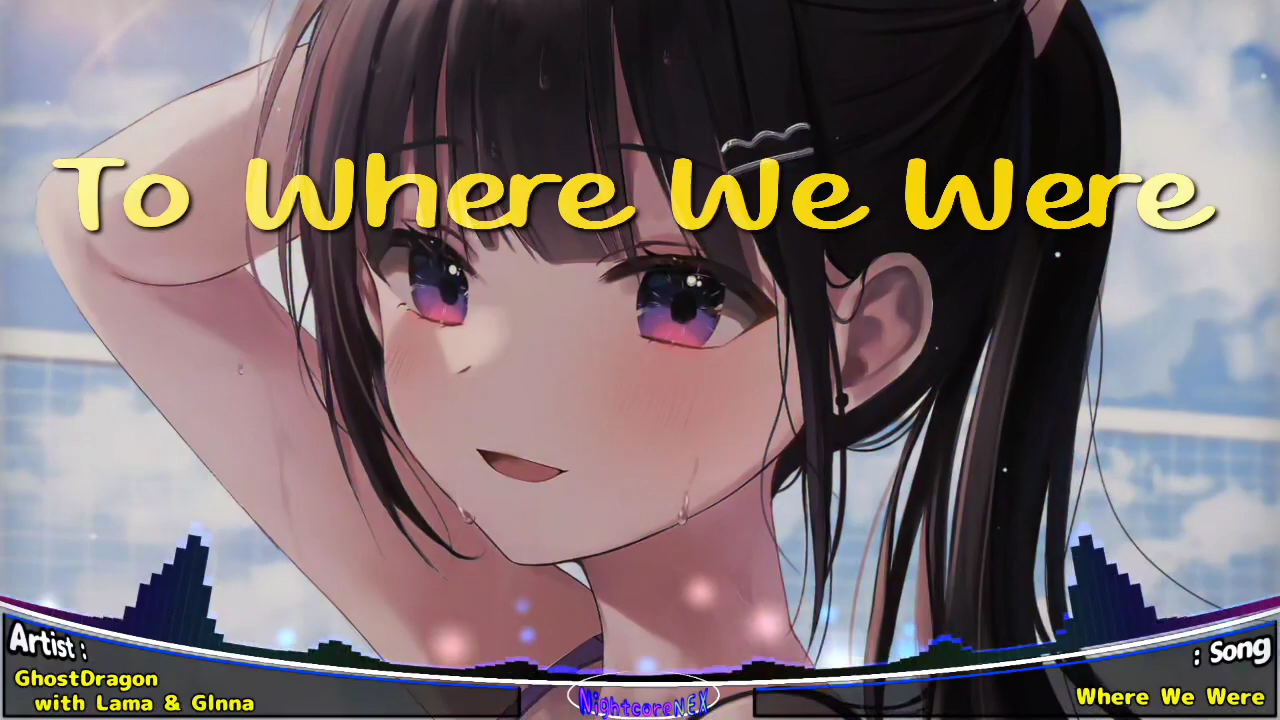 To Where We Were
Artist :
GhostDragon
with Lama & GInna
NightcoreNEX
: Song
Where We Were